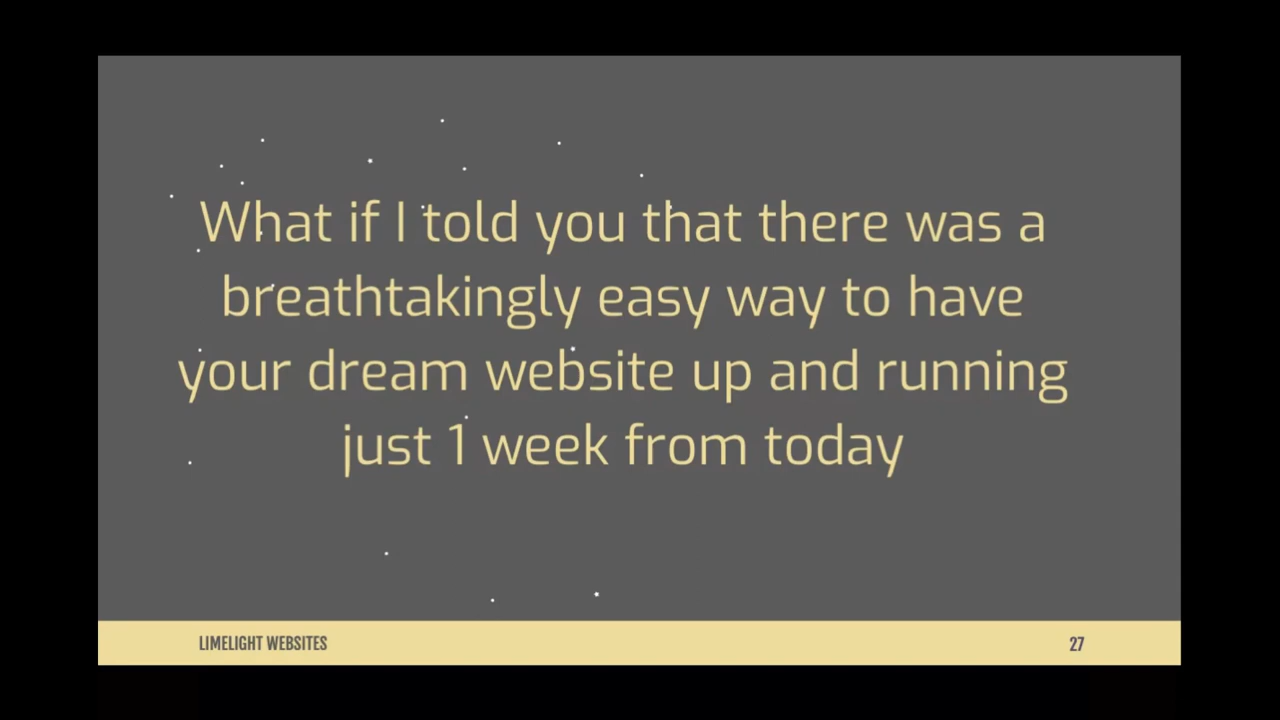 What if I told you that there was a
breathtakingly easy way to have
your dream website up and running
just 1 week from today
LIMELIGHT WEBSITES
27